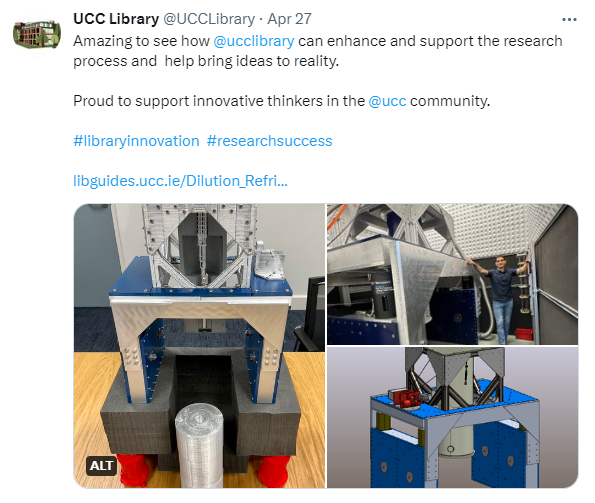 UCC Library @UCCLibrary · Apr 27
Amazing to see how @ucclibrary can enhance and support the research
process and help bring ideas to reality.
Proud to support innovative thinkers in the @ucc community.
#libraryinnovation #researchsuccess
libguides.ucc.ie/Dilution_Refri...
ALT